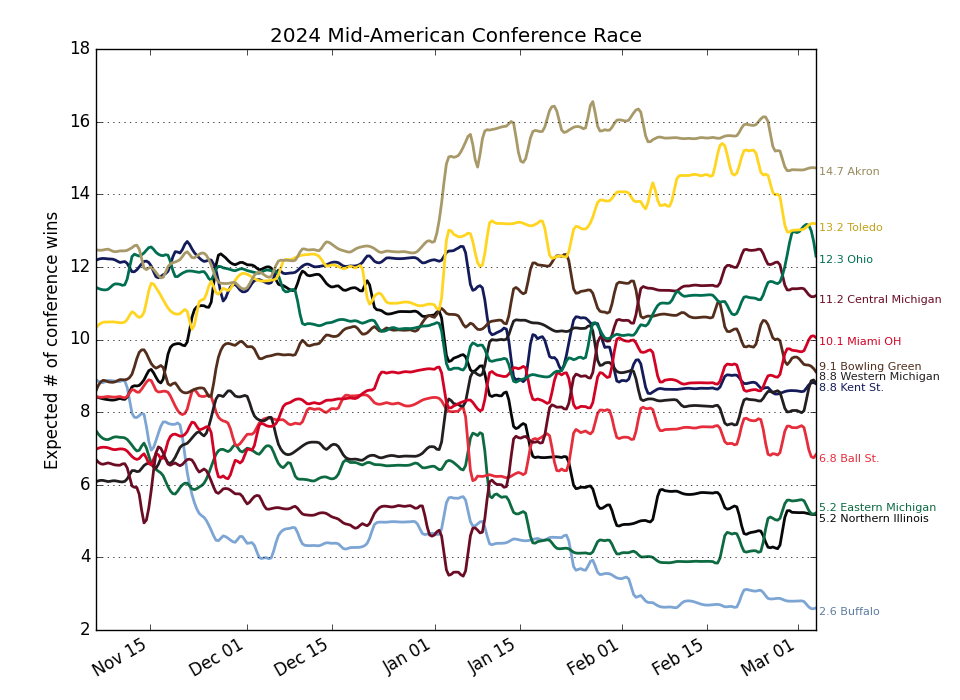 2024 Mid-American Conference Race
Expected # of conference wins
18
16
14
12
10
8
6
4
2
14.7 Akron
13.2 Toledo
12.3 Ohio
11.2 Central Michigan
10.1 Miami OH
9.1 Bowling Green
8.8 Western Michigan
8.8 Kent St.
6.8 Ball St.
5.2 Eastern Michigan
5.2 Northern Illinois
2.6 Buffalo
Nov 15
Dec 01
Dec 15
Jan 01
Jan 15
Feb 01
Feb 15
Mar 01